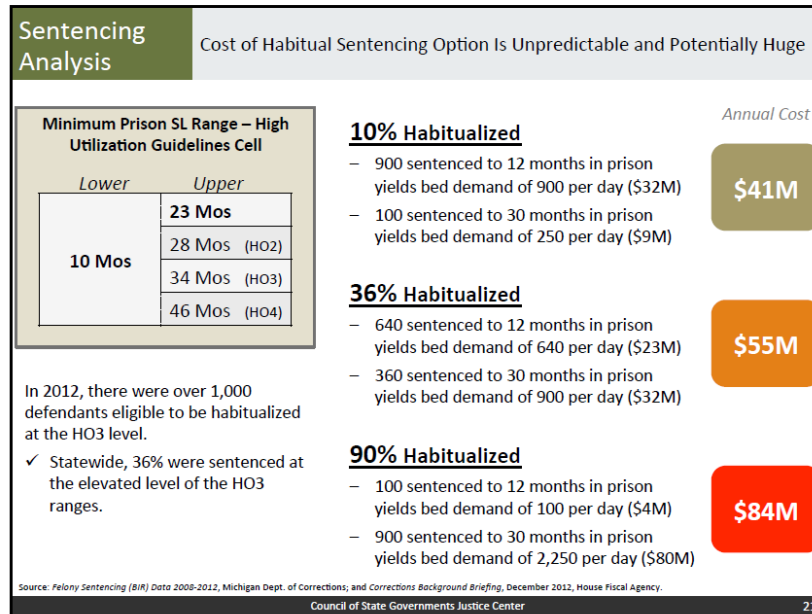 Sentencing
Analysis
Cost of Habitual Sentencing Option Is Unpredictable and Potentially Huge
Minimum Prison SL Range – High
Utilization Guidelines Cell
Lower Upper
10 Mos
23 Mos
28 Mos (HO2)
34 Mos (HO3)
46 Mos (HO4)
In 2012, there were over 1,000
defendants eligible to be habitualized
at the HO3 level.
✓ Statewide, 36% were sentenced at
the elevated level of the HO3
ranges.
Annual Cost
10% Habitualized
– 900 sentenced to 12 months in prison
yields bed demand of 900 per day ($32M)
– 100 sentenced to 30 months in prison
yields bed demand of 250 per day ($9M)
$41M
36% Habitualized
– 640 sentenced to 12 months in prison
yields bed demand of 640 per day ($23M)
– 360 sentenced to 30 months in prison
yields bed demand of 900 per day ($32M)
$55M
90% Habitualized
– 100 sentenced to 12 months in prison
yields bed demand of 100 per day ($4M)
– 900 sentenced to 30 months in prison
yields bed demand of 2,250 per day ($80M)
$84M
Source: Felony Sentencing (BIR) Data 2008-2012, Michigan Dept. of Corrections; and Corrections Background Briefing, December 2012, House Fiscal Agency.
Council of State Governments Justice Center